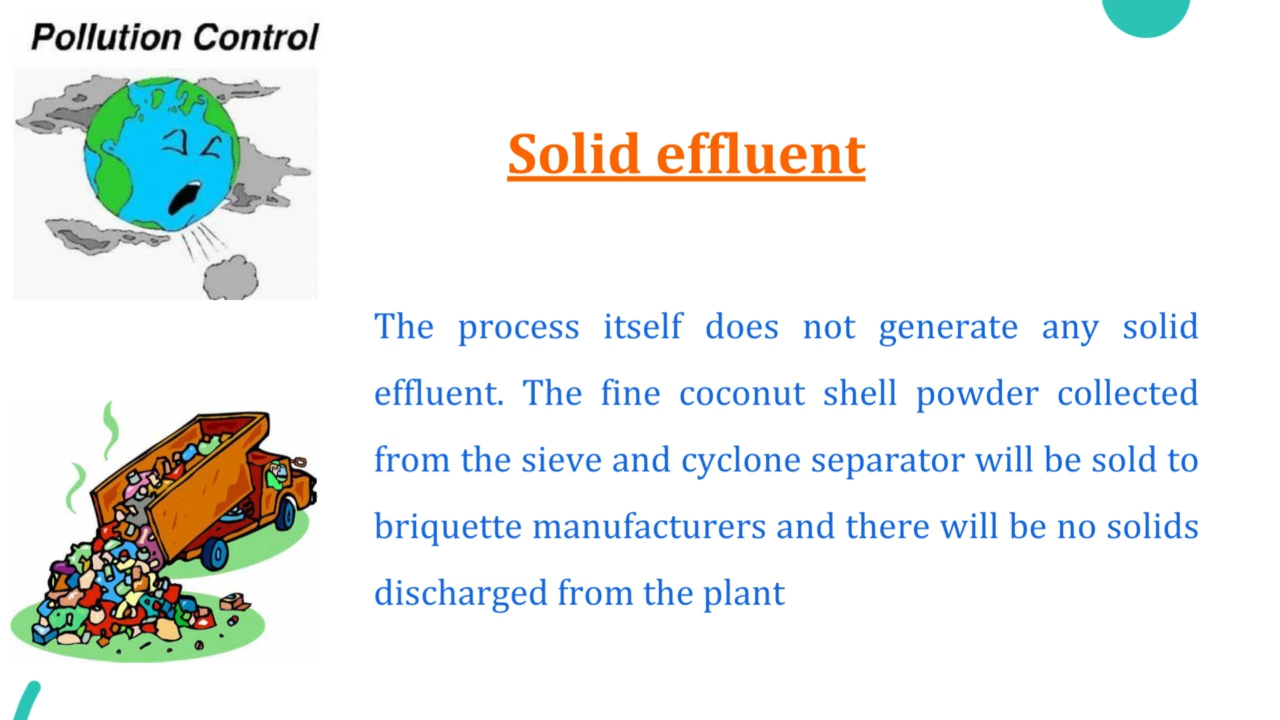 Pollution Control
Solid effluent
The process itself does not generate any solid
effluent. The fine coconut shell powder collected
from the sieve and cyclone separator will be sold to
briquette manufacturers and there will be no solids
discharged from the plant